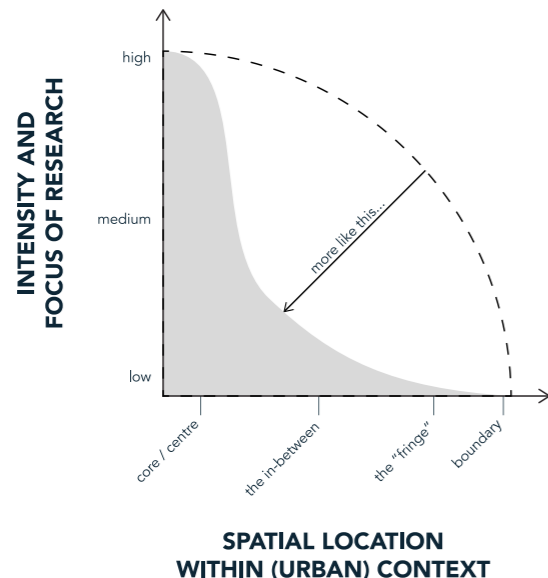 INTENSITY AND
FOCUS OF RESEARCH
high
medium
low
more like this...
core / centre
the in-between
the "fringe"
boundary
SPATIAL LOCATION
WITHIN (URBAN) CONTEXT